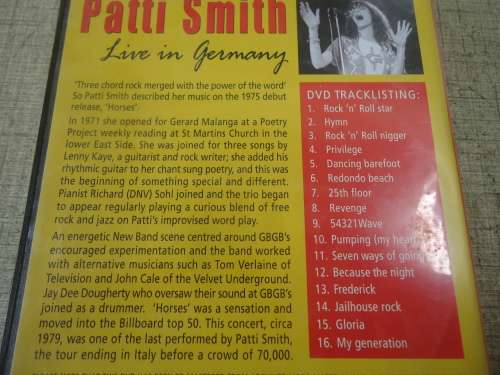 Patti Smith
Live in Germany
'Three chord rock merged with the power of the word'
So Patti Smith described her music on the 1975 debut
release, 'Horses'.
In 1971 she opened for Gerard Malanga at a Poetry
Project weekly reading at St Martins Church in the
lower East Side. She was joined for three songs by
Lenny Kaye, a guitarist and rock writer; she added his
rhythmic guitar to her chant sung poetry, and this was
the beginning of something special and different.
Pianist Richard (DNV) Sohl joined and the trio began
to appear regularly playing a curious blend of free
rock and jazz on Patti's improvised word play.
An energetic New Band scene centred around GBGB's
encouraged experimentation and the band worked
with alternative musicians such as Tom Verlaine of
Television and John Cale of the Velvet Underground.
Jay Dee Dougherty who oversaw their sound at GBGB's
joined as a drummer. 'Horses' was a sensation and
moved into the Billboard top 50. This concert, circa
1979, was one of the last performed by Patti Smith,
the tour ending in Italy before a crowd of 70,000.
DVD TRACKLISTING:
1. Rock 'n' Roll star
2. Hymn
3. Rock 'n' Roll nigger
4. Privilege
5. Dancing barefoot
6. Redondo beach
7. 25th floor
8. Revenge
9. 54321Wave
10. Pumping (my heart)
11. Seven ways of going
12. Because the night
13. Frederick
14. Jailhouse rock
15. Gloria
16. My generation